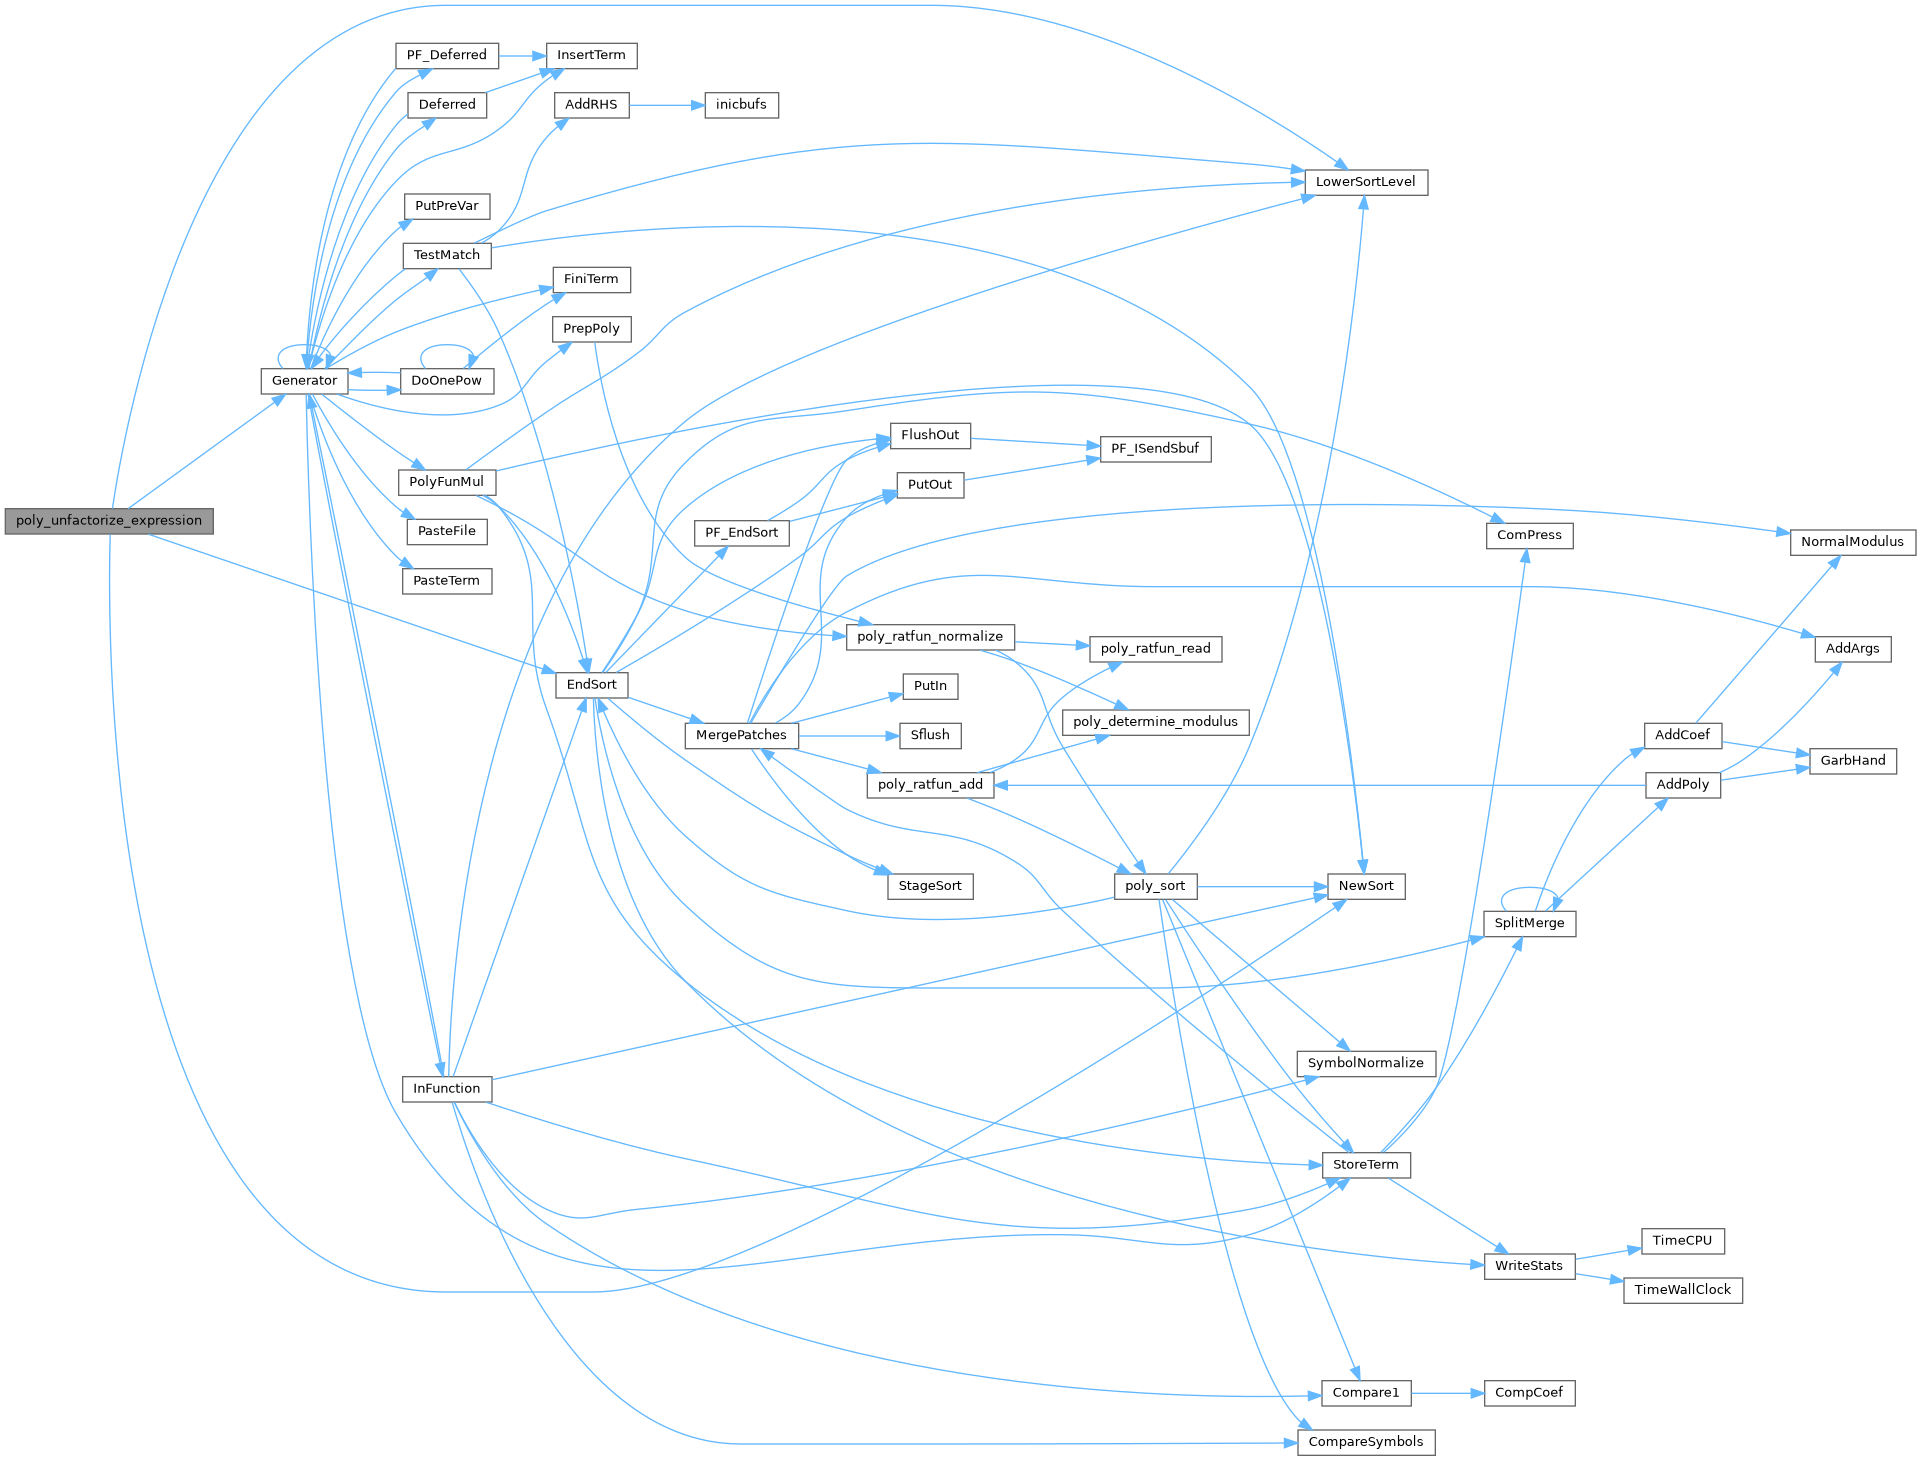 PF_Deferred
InsertTerm
Deferred
AddRHS
inicbufs
LowerSortLevel
PutPreVar
TestMatch
FiniTerm
PrepPoly
Generator
DoOnePow
FlushOut
PF_ISendSbuf
PolyFunMul
PutOut
poly_unfactorize_expression
PasteFile
PF_EndSort
ComPress
NormalModulus
PasteTerm
poly_ratfun_normalize
poly_ratfun_read
AddArgs
EndSort
PutIn
poly_determine_modulus
MergePatches
Sflush
AddCoef
GarbHand
poly_ratfun_add
AddPoly
StageSort
poly_sort
NewSort
SplitMerge
SymbolNormalize
InFunction
StoreTerm
TimeCPU
WriteStats
TimeWallClock
Compare1
CompCoef
CompareSymbols